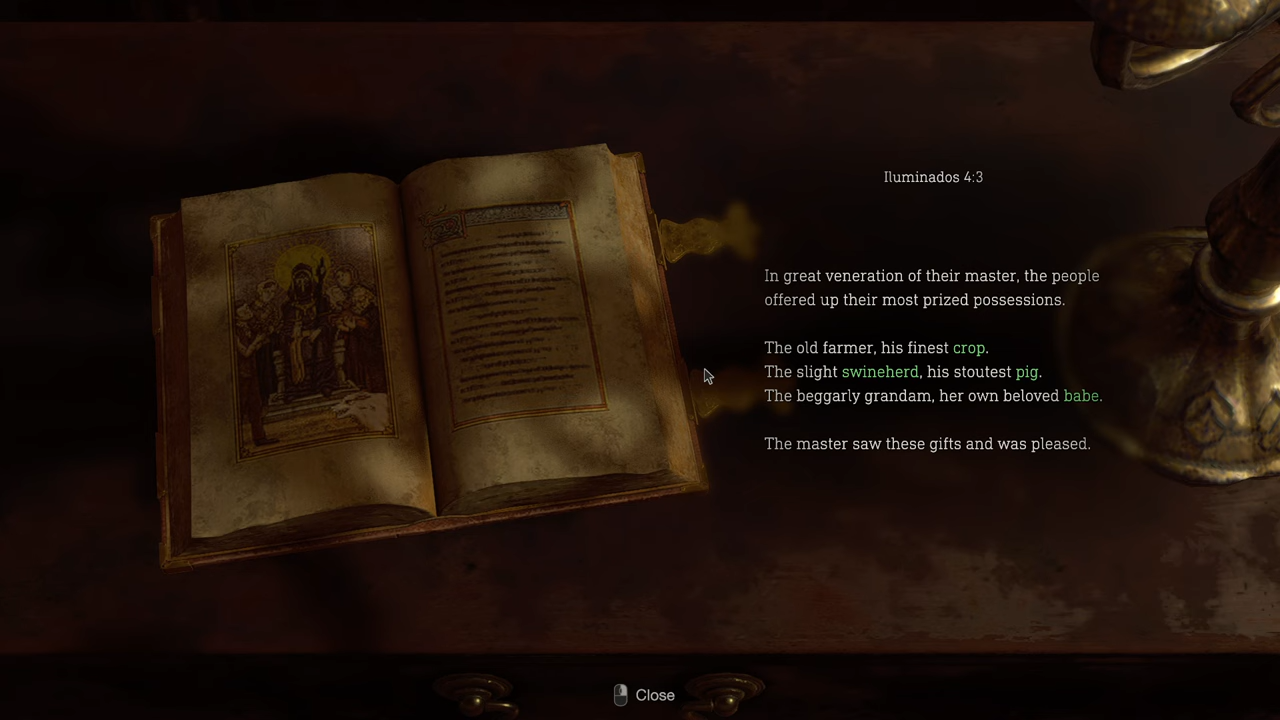 Iluminados 4:3
In great veneration of their master, the people
offered up their most prized possessions.
The old farmer, his finest crop.
The slight swineherd, his stoutest pig.
The beggarly grandam, her own beloved babe.
The master saw these gifts and was pleased.
Close